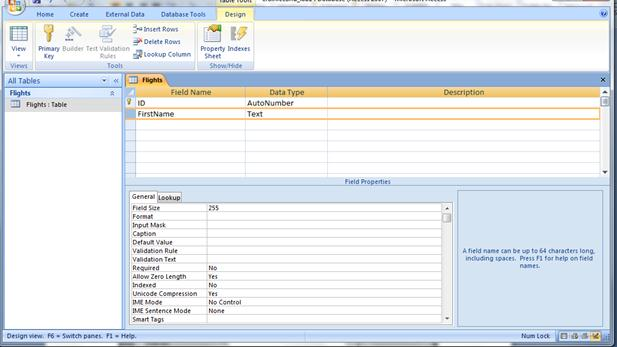 Table Tools
Home Create External Data Database Tools Design
View
Primary Key
Builder
Test Validation Rules
Insert Rows
Delete Rows
Lookup Column
Property Sheet
Indexes
Views Tools Show/Hide
All Tables
Flights
Flights : Table
Flights
Field Name Data Type Description
ID AutoNumber
FirstName Text
Field Properties
General Lookup
Field Size 255
Format
Input Mask
Caption
Default Value
Validation Rule
Validation Text
Required No
Allow Zero Length Yes
Indexed No
Unicode Compression Yes
IME Mode No Control
IME Sentence Mode None
Smart Tags
A field name can be up to 64 characters long,
including spaces. Press F1 for help on field
names.
Design view. F6 = Switch panes. F1 = Help. Num Lock